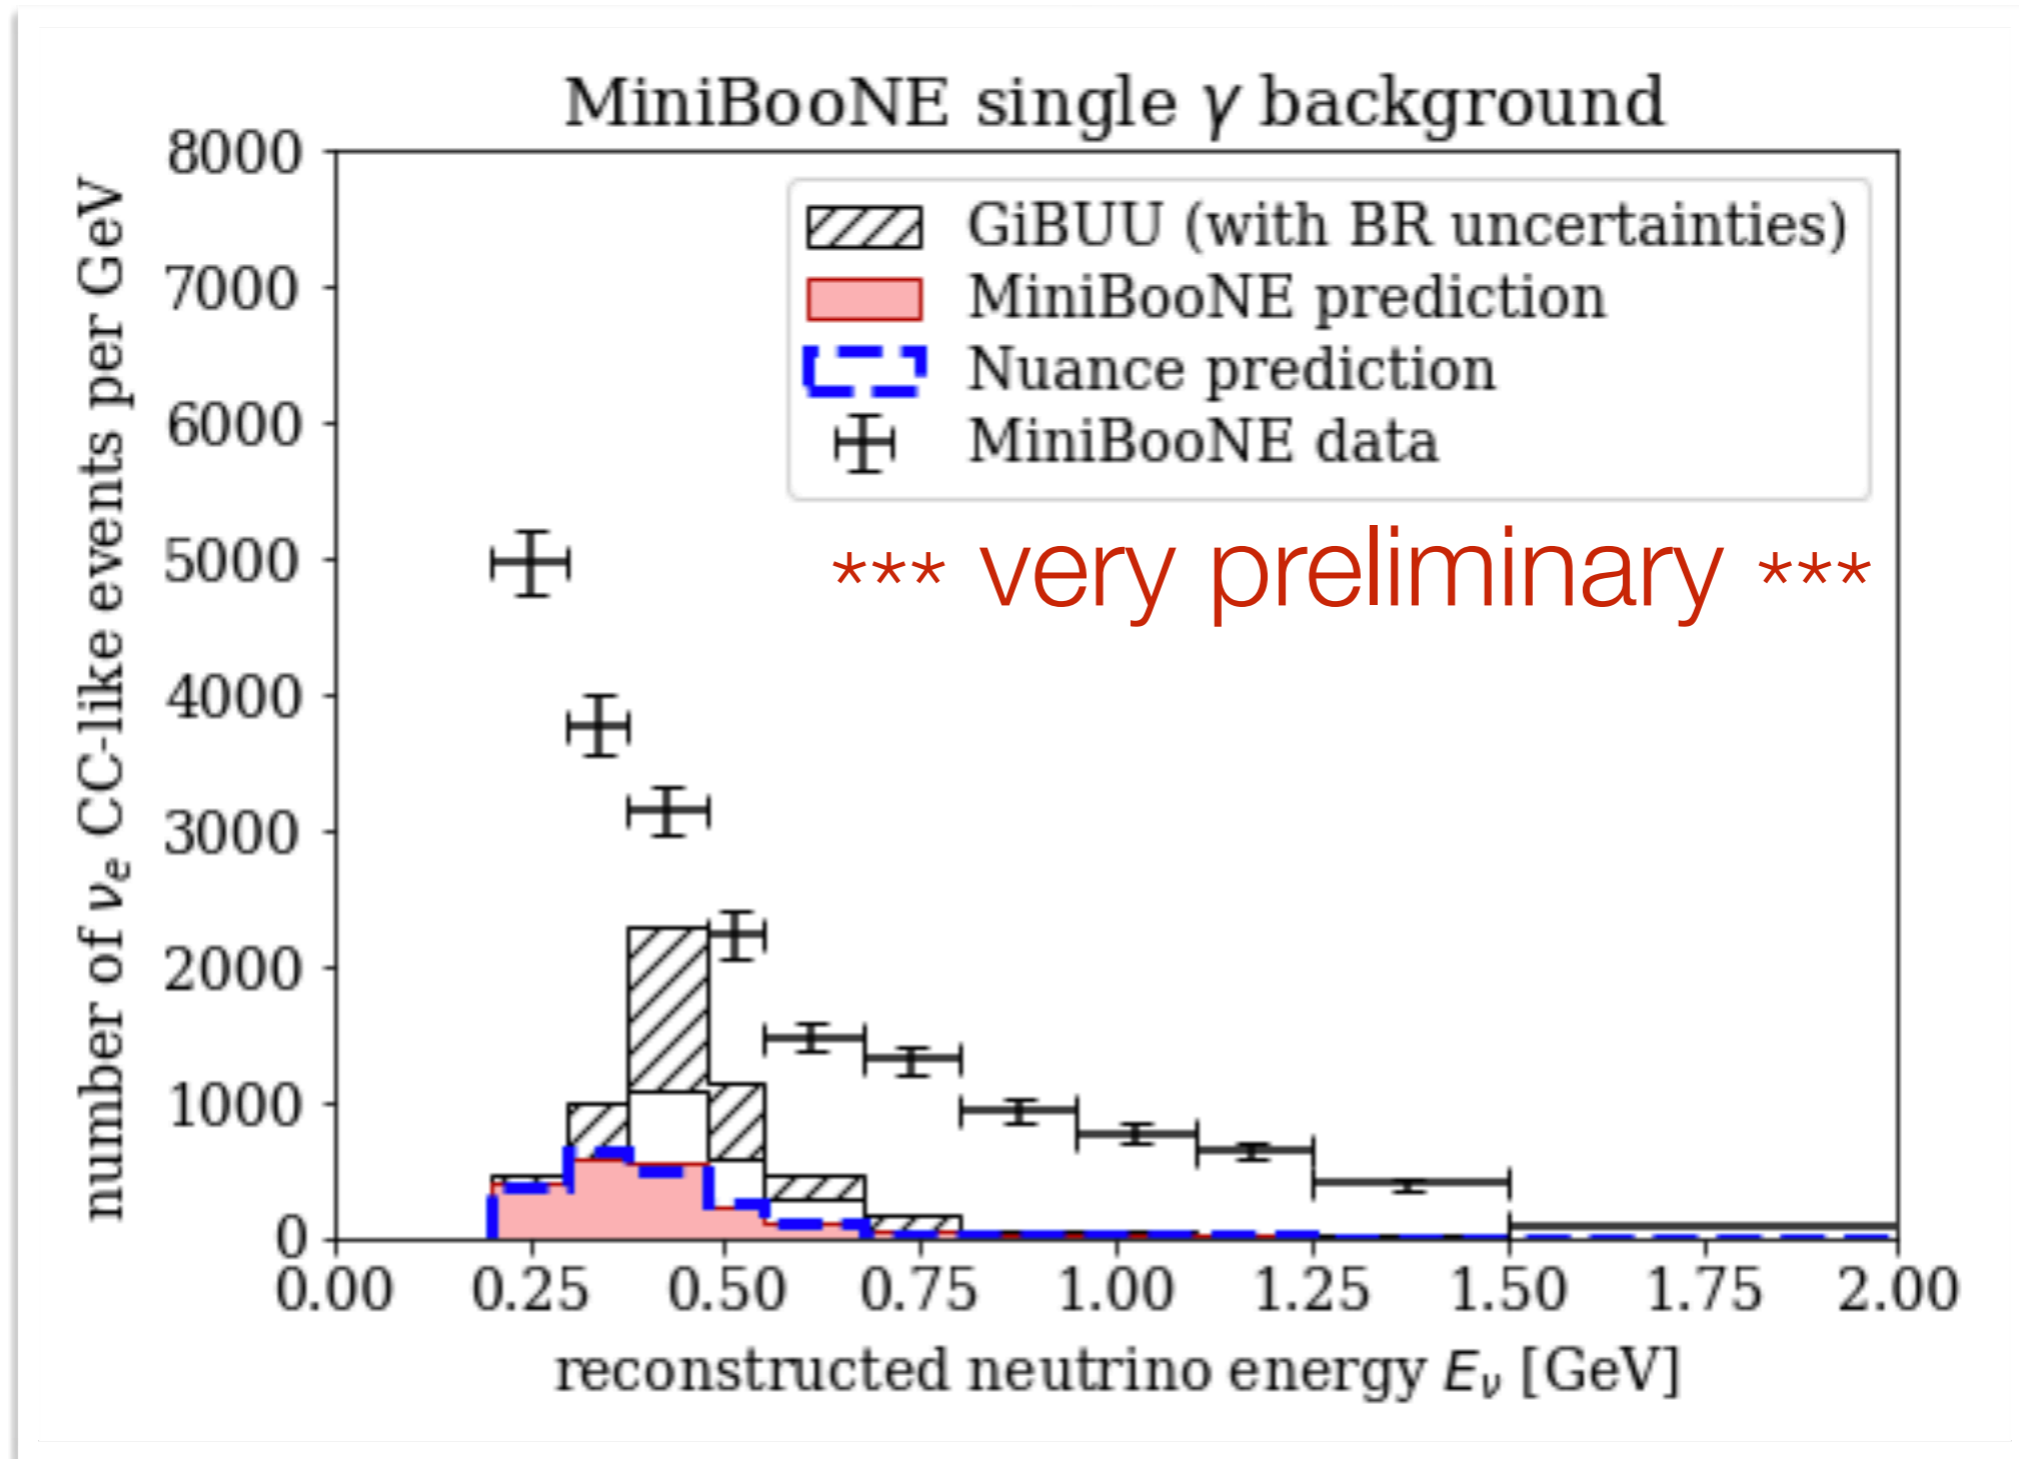 MiniBooNE single γ background
number of νe CC-like events per GeV
8000
7000
6000
5000
4000
3000
2000
1000
0
GiBUU (with BR uncertainties)
MiniBooNE prediction
Nuance prediction
MiniBooNE data
*** very preliminary ***
0.00 0.25 0.50 0.75 1.00 1.25 1.50 1.75 2.00
reconstructed neutrino energy Eν [GeV]